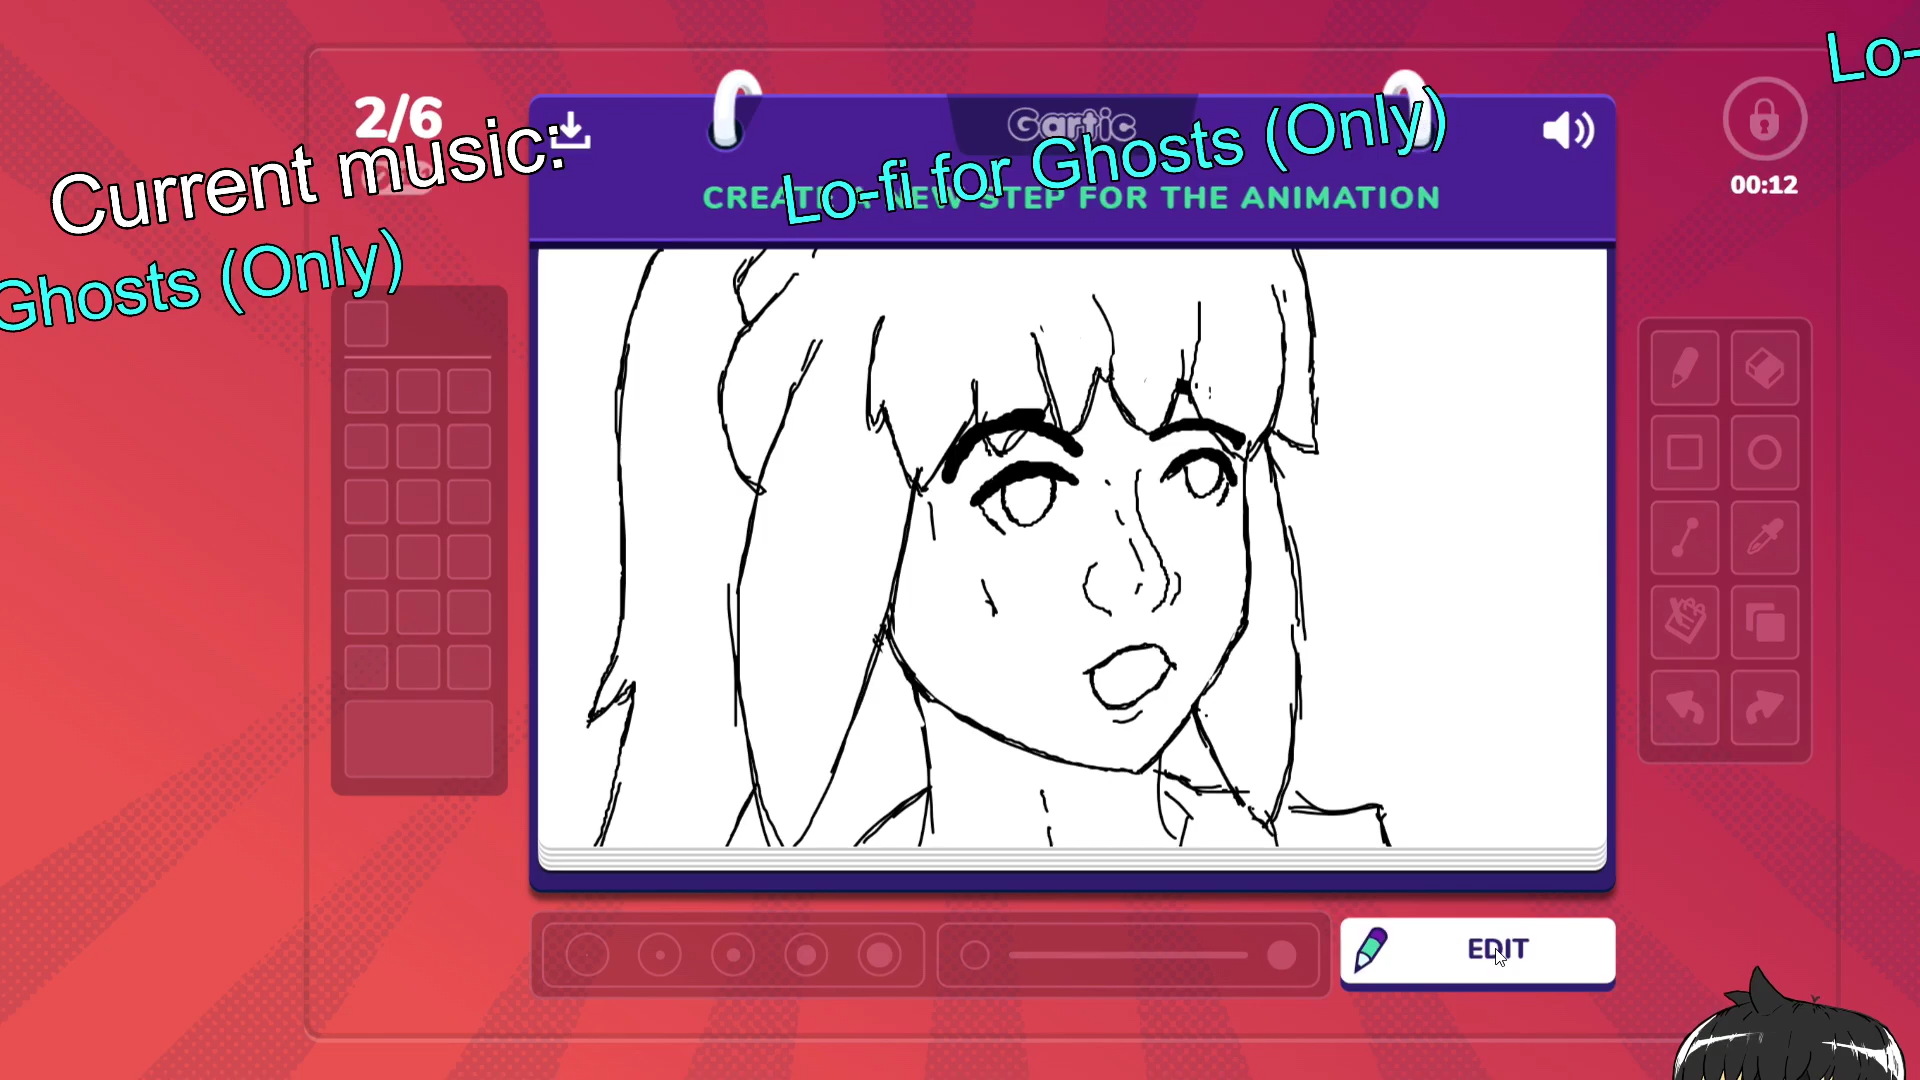 Lo-
2/6
Current music:
Gartic
Lo-fi for Ghosts (Only)
CREATE A NEW STEP FOR THE ANIMATION
00:12
Ghosts (Only)
EDIT